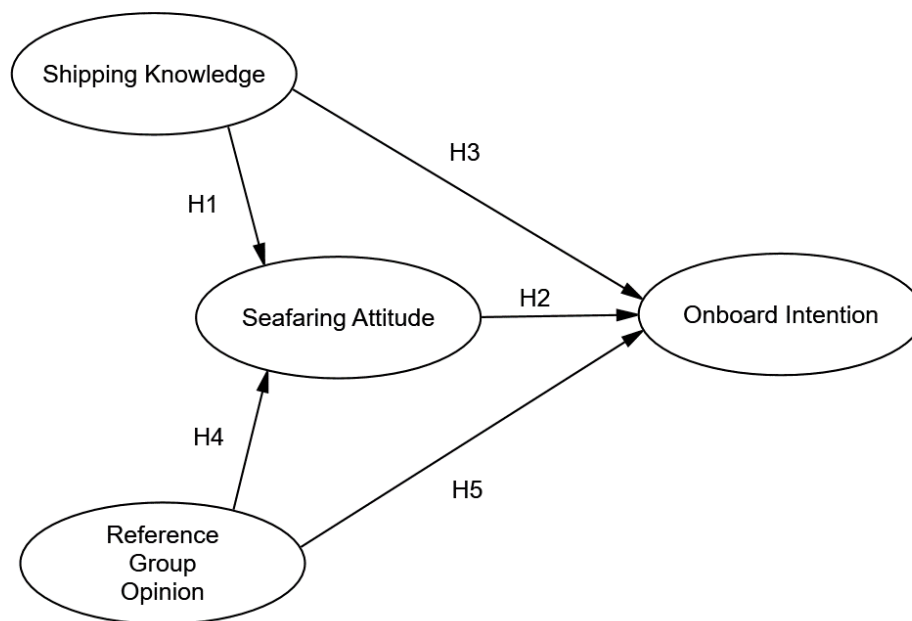 Shipping Knowledge
H3
H1
H2
Seafaring Attitude
Onboard Intention
H4
H5
Reference
Group
Opinion